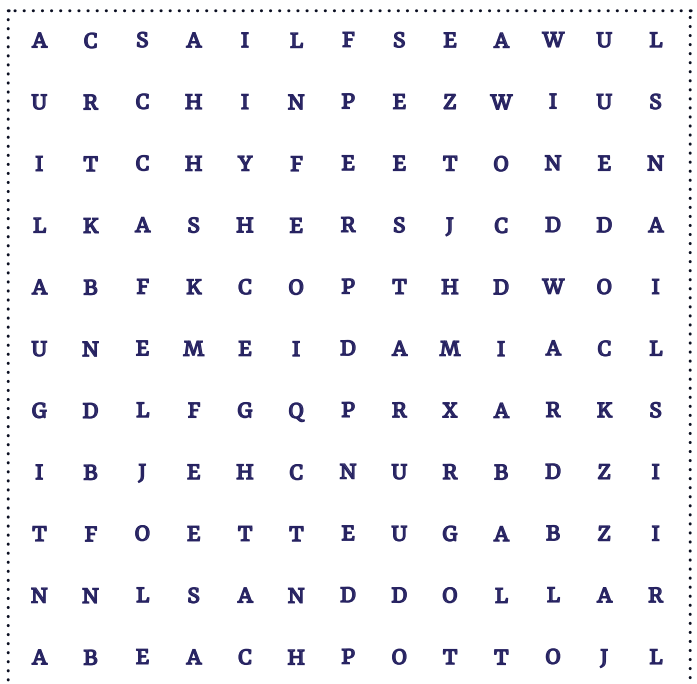 A C S A I L F S E A W U L
U R C H I N P E Z W I U S
I T C H Y F E E T O N E N
L K A S H E R S J C D D A
A B F K C O P T H D W O I
U N E M E I D A M I A C L
G D L F G Q P R X A R K S
I B J E H C N U R B D Z I
T F O E T T E U G A B Z I
N N L S A N D D O L L A R
A B E A C H P O T T O J L